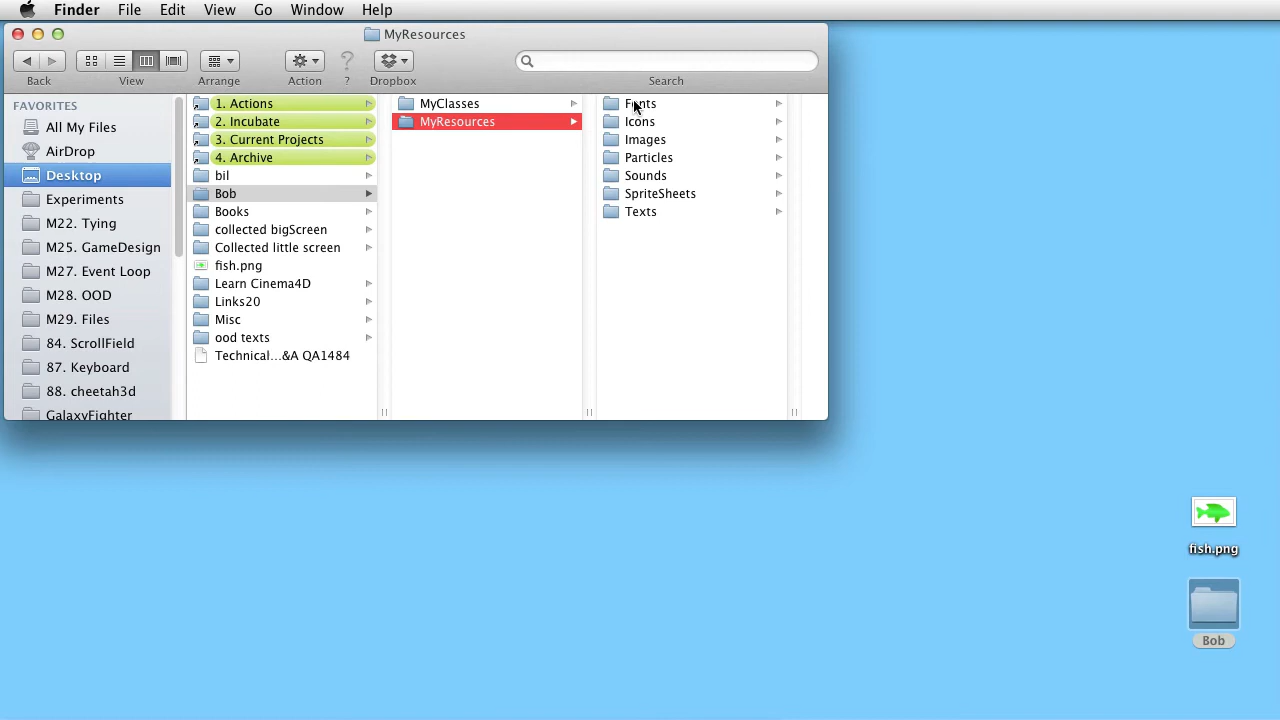 Finder File Edit View Go Window Help
MyResources
Back View Arrange Action ? Dropbox Search
FAVORITES
All My Files
AirDrop
Desktop
Experiments
M22. Tying
M25. GameDesign
M27. Event Loop
M28. OOD
M29. Files
84. ScrollField
87. Keyboard
88. cheetah3d
GalaxyFighter
1. Actions
2. Incubate
3. Current Projects
4. Archive
bil
Bob
Books
collected bigScreen
Collected little screen
fish.png
Learn Cinema4D
Links20
Misc
ood texts
Technical...&A QA1484
MyClasses
MyResources
Fonts
Icons
Images
Particles
Sounds
SpriteSheets
Texts
fish.png
Bob